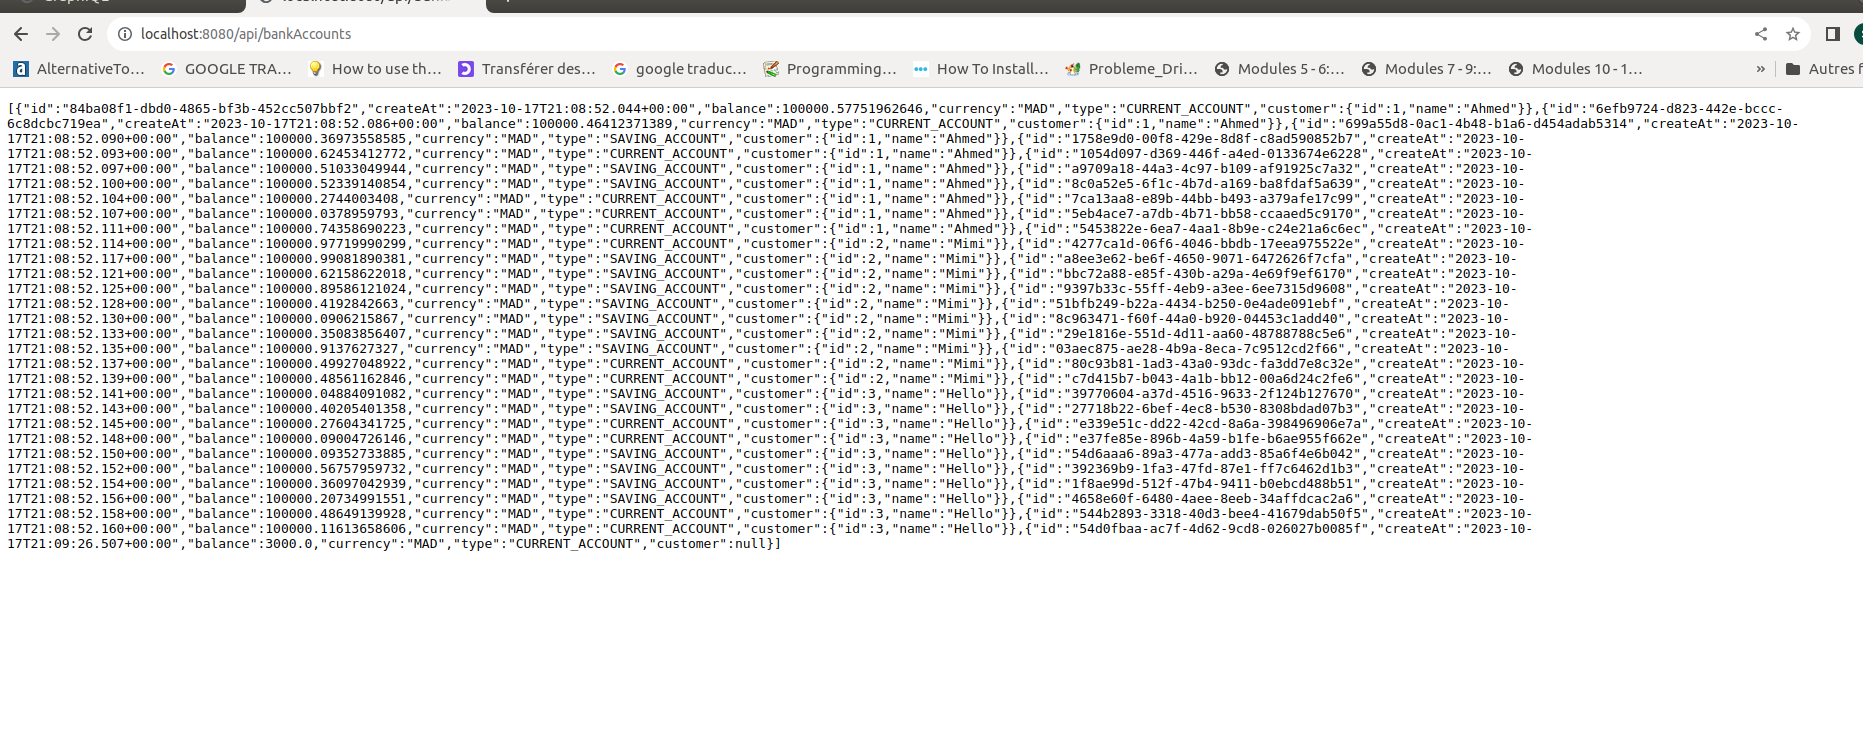 localhost:8080/api/bankAccounts
AlternativeTo… GOOGLE TRA… How to use th… Transférer des… google traduc… Programming… How To Install… Probleme_Dri… Modules 5 - 6:… Modules 7 - 9:… Modules 10 - 1… » Autres f
[{"id":"84ba08f1-dbd0-4865-bf3b-452cc507bbf2","createAt":"2023-10-17T21:08:52.044+00:00","balance":100000.57751962646,"currency":"MAD","type":"CURRENT_ACCOUNT","customer":{"id":1,"name":"Ahmed"}},{"id":"6efb9724-d823-442e-bccc-
6c8dcbc719ea","createAt":"2023-10-17T21:08:52.086+00:00","balance":100000.46412371389,"currency":"MAD","type":"CURRENT_ACCOUNT","customer":{"id":1,"name":"Ahmed"}},{"id":"699a55d8-0ac1-4b48-b1a6-d454adab5314","createAt":"2023-10-
17T21:08:52.090+00:00","balance":100000.36973558585,"currency":"MAD","type":"SAVING_ACCOUNT","customer":{"id":1,"name":"Ahmed"}},{"id":"1758e9d0-00f8-429e-8d8f-c8ad590852b7","createAt":"2023-10-
17T21:08:52.093+00:00","balance":100000.62453412772,"currency":"MAD","type":"CURRENT_ACCOUNT","customer":{"id":1,"name":"Ahmed"}},{"id":"1054d097-d369-446f-a4ed-0133674e6228","createAt":"2023-10-
17T21:08:52.097+00:00","balance":100000.51033049944,"currency":"MAD","type":"SAVING_ACCOUNT","customer":{"id":1,"name":"Ahmed"}},{"id":"a9709a18-44a3-4c97-b109-af91925c7a32","createAt":"2023-10-
17T21:08:52.100+00:00","balance":100000.52339140854,"currency":"MAD","type":"SAVING_ACCOUNT","customer":{"id":1,"name":"Ahmed"}},{"id":"8c0a52e5-6f1c-4b7d-a169-ba8fdaf5a639","createAt":"2023-10-
17T21:08:52.104+00:00","balance":100000.2744003408,"currency":"MAD","type":"CURRENT_ACCOUNT","customer":{"id":1,"name":"Ahmed"}},{"id":"7ca13aa8-e89b-44bb-b493-a379afe17c99","createAt":"2023-10-
17T21:08:52.107+00:00","balance":100000.0378959793,"currency":"MAD","type":"CURRENT_ACCOUNT","customer":{"id":1,"name":"Ahmed"}},{"id":"5eb4ace7-a7db-4b71-bb58-ccaaed5c9170","createAt":"2023-10-
17T21:08:52.111+00:00","balance":100000.74358690223,"currency":"MAD","type":"CURRENT_ACCOUNT","customer":{"id":1,"name":"Ahmed"}},{"id":"5453822e-6ea7-4aa1-8b9e-c24e21a6c6ec","createAt":"2023-10-
17T21:08:52.114+00:00","balance":100000.97719990299,"currency":"MAD","type":"CURRENT_ACCOUNT","customer":{"id":2,"name":"Mimi"}},{"id":"4277ca1d-06f6-4046-bbdb-17eea975522e","createAt":"2023-10-
17T21:08:52.117+00:00","balance":100000.99081890381,"currency":"MAD","type":"SAVING_ACCOUNT","customer":{"id":2,"name":"Mimi"}},{"id":"a8ee3e62-be6f-4650-9071-6472626f7cfa","createAt":"2023-10-
17T21:08:52.121+00:00","balance":100000.62158622018,"currency":"MAD","type":"SAVING_ACCOUNT","customer":{"id":2,"name":"Mimi"}},{"id":"bbc72a88-e85f-430b-a29a-4e69f9ef6170","createAt":"2023-10-
17T21:08:52.125+00:00","balance":100000.89586121024,"currency":"MAD","type":"SAVING_ACCOUNT","customer":{"id":2,"name":"Mimi"}},{"id":"9397b33c-55ff-4eb9-a3ee-6ee7315d9608","createAt":"2023-10-
17T21:08:52.128+00:00","balance":100000.4192842663,"currency":"MAD","type":"SAVING_ACCOUNT","customer":{"id":2,"name":"Mimi"}},{"id":"51bfb249-b22a-4434-b250-0e4ade091ebf","createAt":"2023-10-
17T21:08:52.130+00:00","balance":100000.0906215867,"currency":"MAD","type":"SAVING_ACCOUNT","customer":{"id":2,"name":"Mimi"}},{"id":"8c963471-f60f-44a0-b920-04453c1add40","createAt":"2023-10-
17T21:08:52.133+00:00","balance":100000.35083856407,"currency":"MAD","type":"SAVING_ACCOUNT","customer":{"id":2,"name":"Mimi"}},{"id":"29e1816e-551d-4d11-aa60-48788788c5e6","createAt":"2023-10-
17T21:08:52.135+00:00","balance":100000.9137627327,"currency":"MAD","type":"SAVING_ACCOUNT","customer":{"id":2,"name":"Mimi"}},{"id":"03aec875-ae28-4b9a-8eca-7c9512cd2f66","createAt":"2023-10-
17T21:08:52.137+00:00","balance":100000.49927048922,"currency":"MAD","type":"CURRENT_ACCOUNT","customer":{"id":2,"name":"Mimi"}},{"id":"80c93b81-1ad3-43a0-93dc-fa3dd7e8c32e","createAt":"2023-10-
17T21:08:52.139+00:00","balance":100000.48561162846,"currency":"MAD","type":"CURRENT_ACCOUNT","customer":{"id":2,"name":"Mimi"}},{"id":"c7d415b7-b043-4a1b-bb12-00a6d24c2fe6","createAt":"2023-10-
17T21:08:52.141+00:00","balance":100000.04884091082,"currency":"MAD","type":"SAVING_ACCOUNT","customer":{"id":3,"name":"Hello"}},{"id":"39770604-a37d-4516-9633-2f124b127670","createAt":"2023-10-
17T21:08:52.143+00:00","balance":100000.40205401358,"currency":"MAD","type":"SAVING_ACCOUNT","customer":{"id":3,"name":"Hello"}},{"id":"27718b22-6bef-4ec8-b530-8308bdad07b3","createAt":"2023-10-
17T21:08:52.145+00:00","balance":100000.27604341725,"currency":"MAD","type":"CURRENT_ACCOUNT","customer":{"id":3,"name":"Hello"}},{"id":"e339e51c-dd22-42cd-8a6a-398496906e7a","createAt":"2023-10-
17T21:08:52.148+00:00","balance":100000.09004726146,"currency":"MAD","type":"CURRENT_ACCOUNT","customer":{"id":3,"name":"Hello"}},{"id":"e37fe85e-896b-4a59-b1fe-b6ae955f662e","createAt":"2023-10-
17T21:08:52.150+00:00","balance":100000.09352733885,"currency":"MAD","type":"SAVING_ACCOUNT","customer":{"id":3,"name":"Hello"}},{"id":"54d6aaa6-89a3-477a-add3-85a6f4e6b042","createAt":"2023-10-
17T21:08:52.152+00:00","balance":100000.56757959732,"currency":"MAD","type":"SAVING_ACCOUNT","customer":{"id":3,"name":"Hello"}},{"id":"392369b9-1fa3-47fd-87e1-ff7c6462d1b3","createAt":"2023-10-
17T21:08:52.154+00:00","balance":100000.36097042939,"currency":"MAD","type":"SAVING_ACCOUNT","customer":{"id":3,"name":"Hello"}},{"id":"1f8ae99d-512f-47b4-9411-b0ebcd488b51","createAt":"2023-10-
17T21:08:52.156+00:00","balance":100000.20734991551,"currency":"MAD","type":"SAVING_ACCOUNT","customer":{"id":3,"name":"Hello"}},{"id":"4658e60f-6480-4aee-8eeb-34affdcac2a6","createAt":"2023-10-
17T21:08:52.158+00:00","balance":100000.48649139928,"currency":"MAD","type":"CURRENT_ACCOUNT","customer":{"id":3,"name":"Hello"}},{"id":"544b2893-3318-40d3-bee4-41679dab50f5","createAt":"2023-10-
17T21:08:52.160+00:00","balance":100000.11613658606,"currency":"MAD","type":"CURRENT_ACCOUNT","customer":{"id":3,"name":"Hello"}},{"id":"54d0fbaa-ac7f-4d62-9cd8-026027b0085f","createAt":"2023-10-
17T21:09:26.507+00:00","balance":3000.0,"currency":"MAD","type":"CURRENT_ACCOUNT","customer":null}]